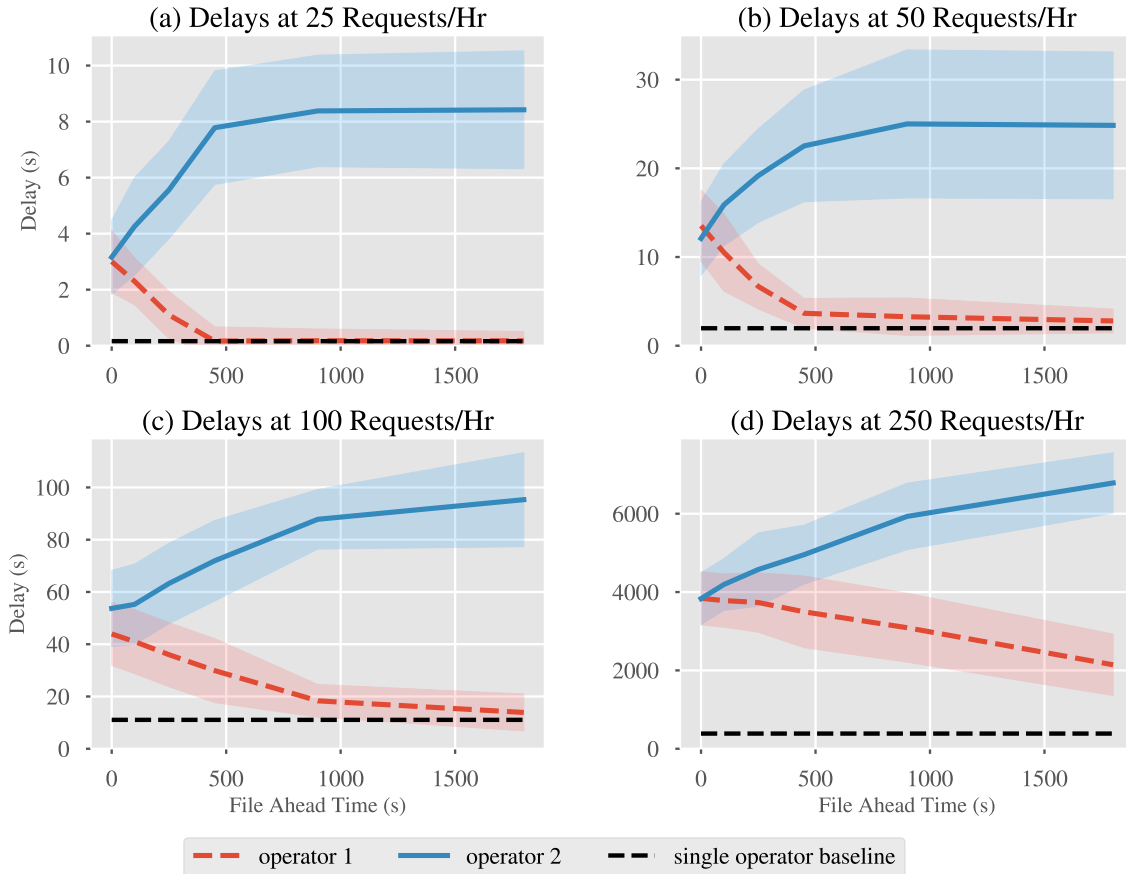 (a) Delays at 25 Requests/Hr
(b) Delays at 50 Requests/Hr
Delay (s)
10
8
6
4
2
0
0 500 1000 1500
30
20
10
0
0 500 1000 1500
(c) Delays at 100 Requests/Hr
(d) Delays at 250 Requests/Hr
Delay (s)
100
80
60
40
20
0
0 500 1000 1500
File Ahead Time (s)
6000
4000
2000
0
0 500 1000 1500
File Ahead Time (s)
operator 1 operator 2 single operator baseline